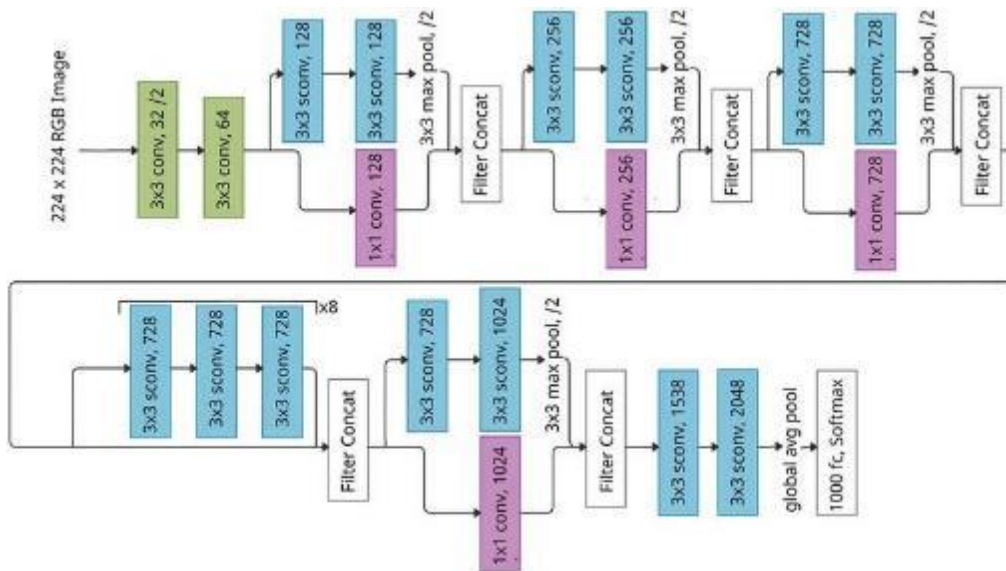 224 x 224 RGB Image
3x3 conv, 32 /2
3x3 conv, 64
3x3 sconv, 128
3x3 sconv, 128
3x3 max pool, /2
1x1 conv, 128
Filter Concat
3x3 sconv, 256
3x3 sconv, 256
3x3 max pool, /2
1x1 conv, 256
Filter Concat
3x3 sconv, 728
3x3 sconv, 728
3x3 max pool, /2
1x1 conv, 728
Filter Concat
3x3 sconv, 728
3x3 sconv, 728
3x3 sconv, 728
x8
Filter Concat
3x3 sconv, 728
3x3 sconv, 1024
3x3 max pool, /2
1x1 conv, 1024
Filter Concat
3x3 sconv, 1538
3x3 sconv, 2048
global avg pool
1000 fc, Softmax